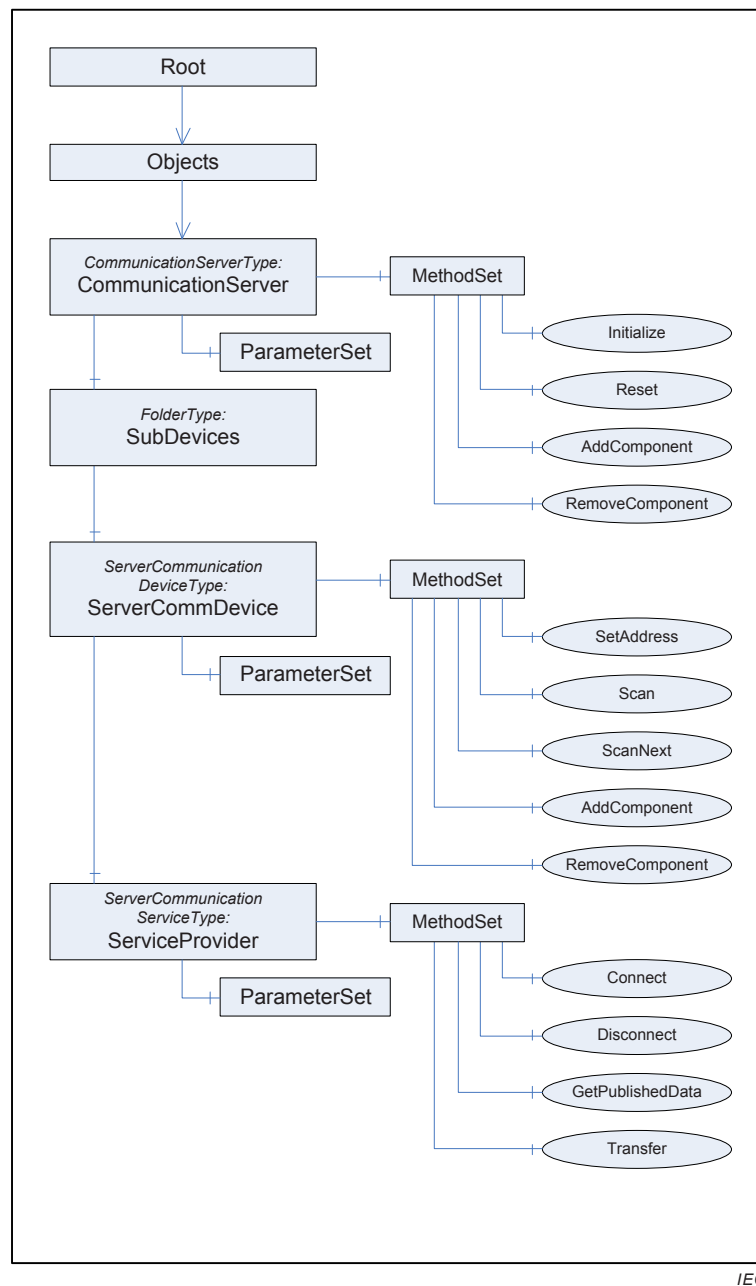 Root
Objects
CommunicationServerType:
CommunicationServer
MethodSet
Initialize
ParameterSet
Reset
FolderType:
SubDevices
AddComponent
RemoveComponent
ServerCommunication
DeviceType:
ServerCommDevice
MethodSet
SetAddress
ParameterSet
Scan
ScanNext
AddComponent
RemoveComponent
ServerCommunication
ServiceType:
ServiceProvider
MethodSet
Connect
ParameterSet
Disconnect
GetPublishedData
Transfer